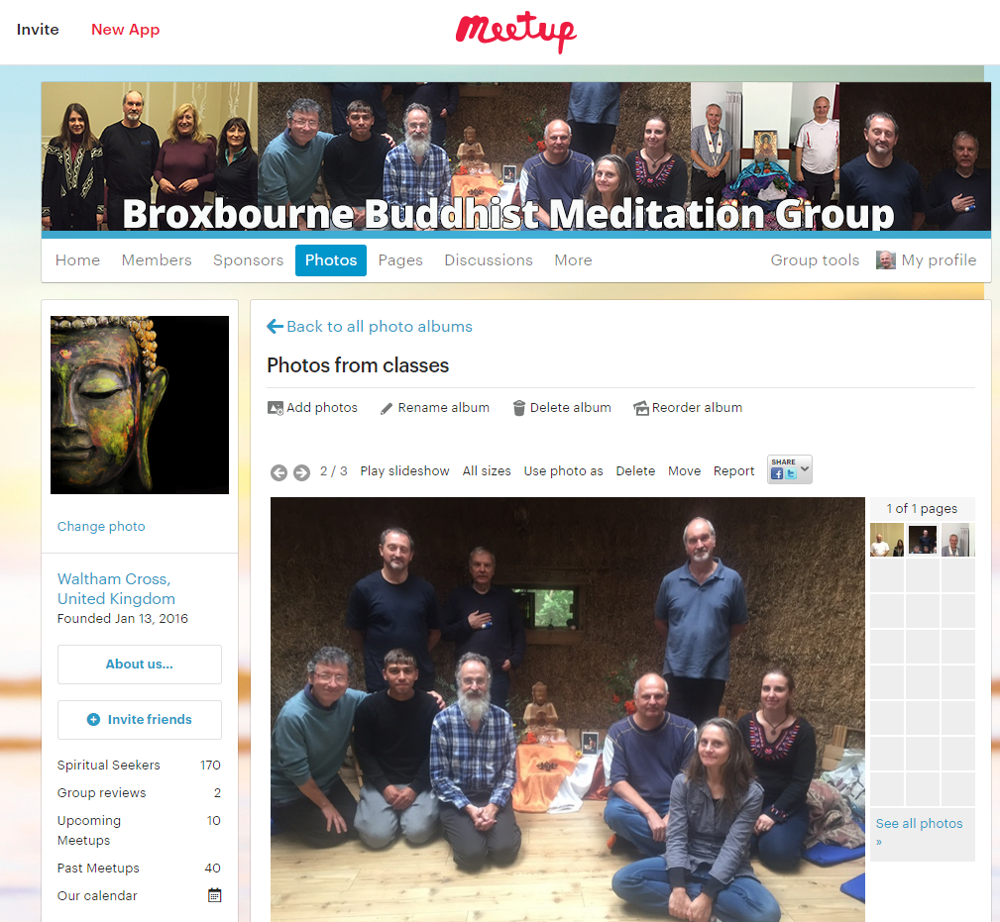 Invite
New App
Meetup
Broxbourne Buddhist Meditation Group
Home Members Sponsors Photos Pages Discussions More Group tools My profile
Change photo
Waltham Cross,
United Kingdom
Founded Jan 13, 2016
About us...
Invite friends
Spiritual Seekers 170
Group reviews 2
Upcoming 10
Meetups
Past Meetups 40
Our calendar
Back to all photo albums
Photos from classes
Add photos Rename album Delete album Reorder album
2 / 3 Play slideshow All sizes Use photo as Delete Move Report SHARE
1 of 1 pages
See all photos
»